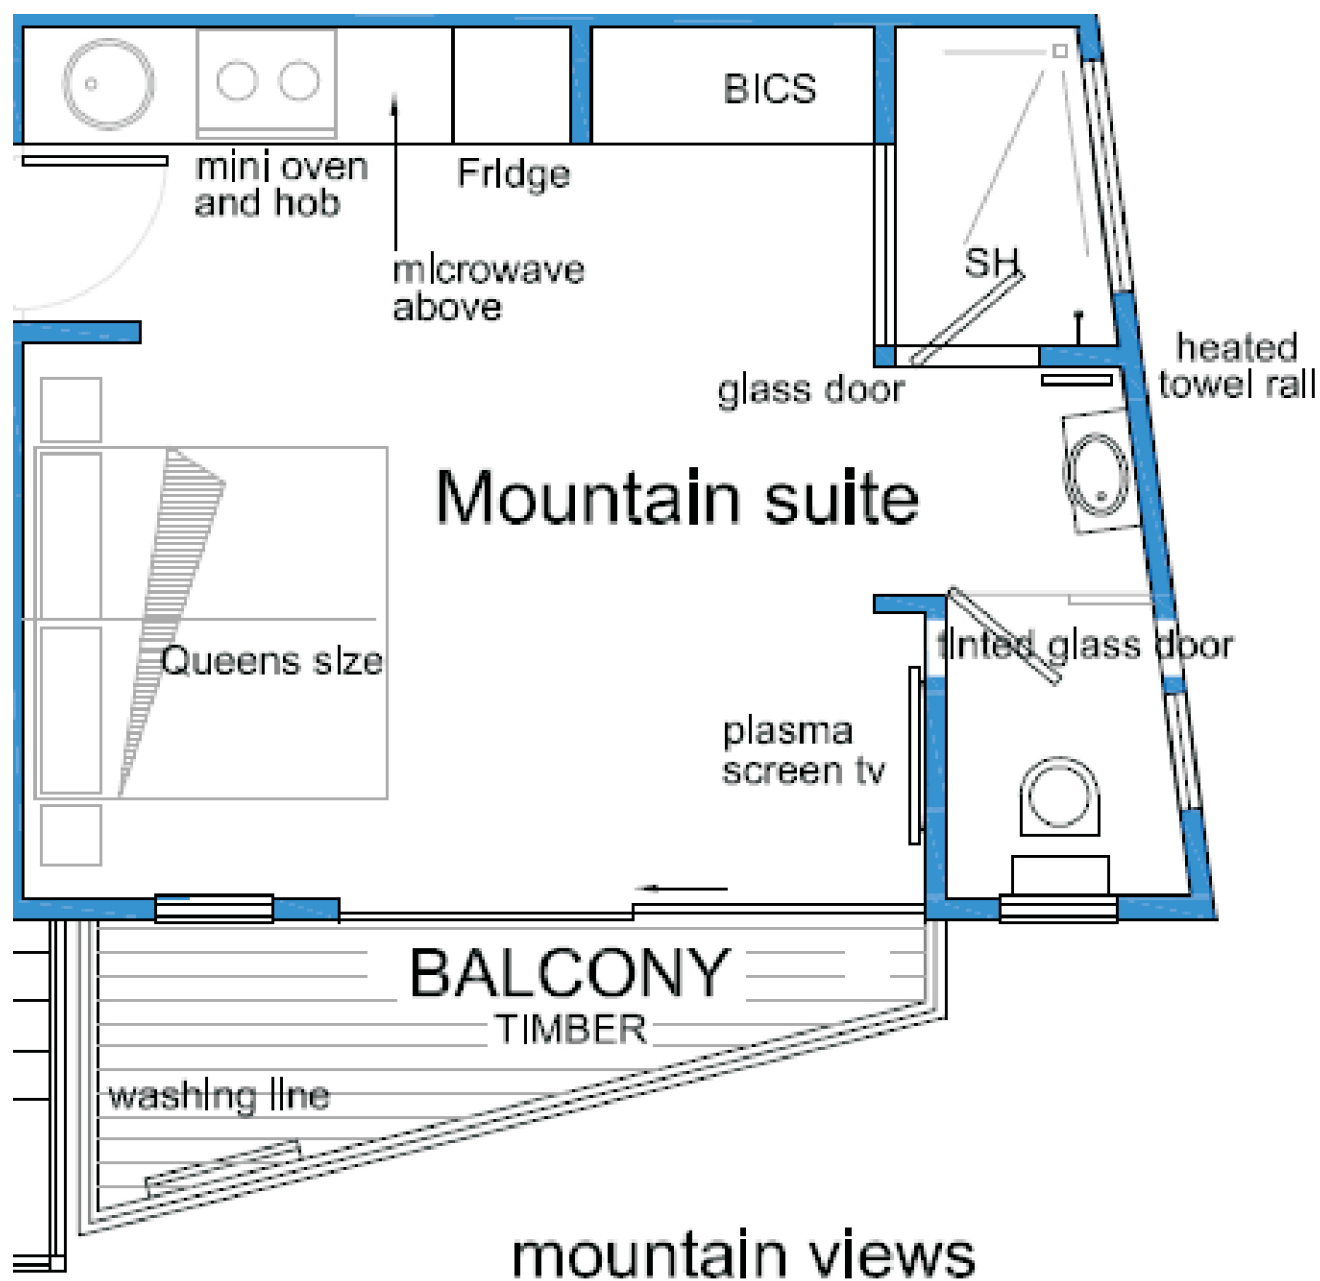 BICS
mini oven
and hob
Fridge
SH
microwave
above
heated
towel rail
glass door
Mountain suite
tinted glass door
Queens size
plasma
screen tv
BALCONY
TIMBER
washing line
mountain views